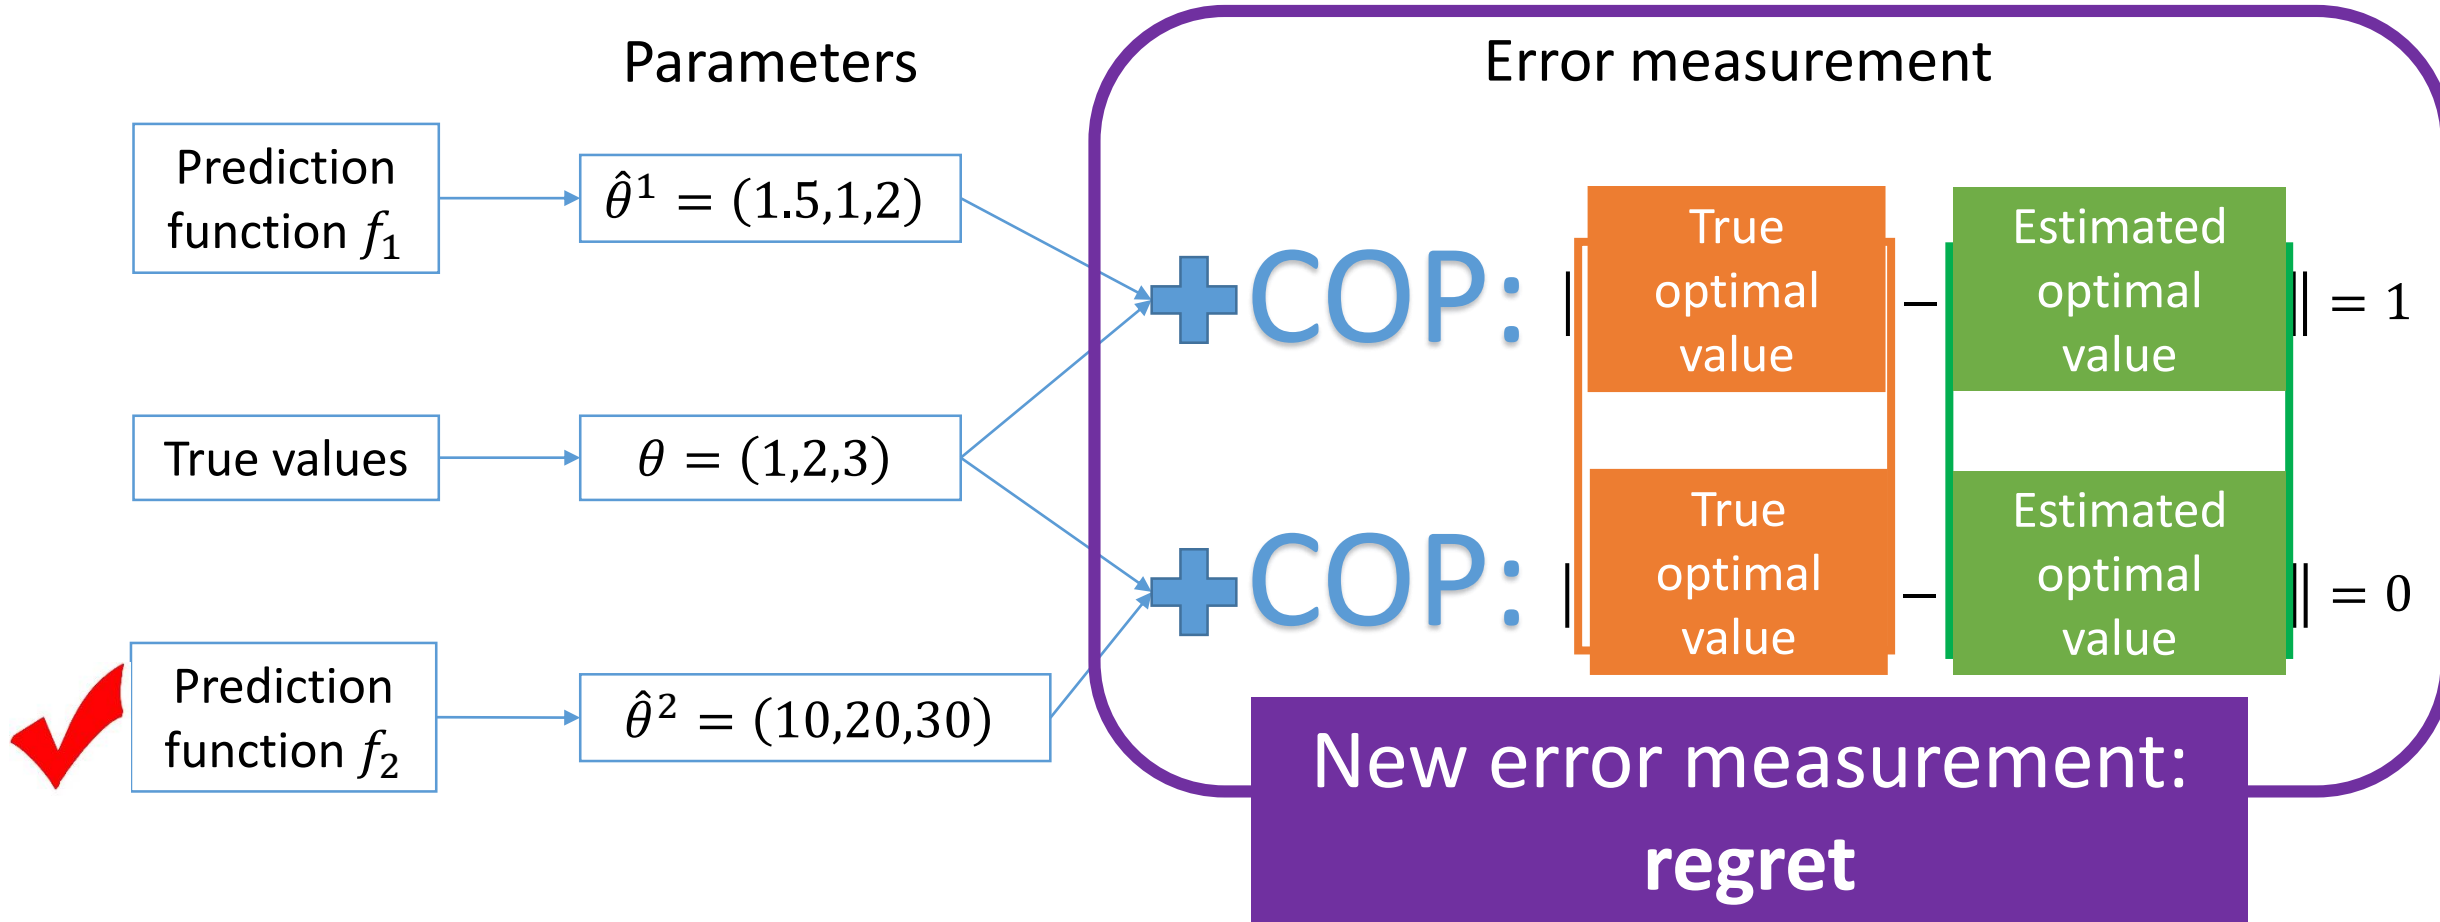 Parameters
Error measurement
Prediction
function f₁
θ̂¹ = (1.5,1,2)
True values
θ = (1,2,3)
Prediction
function f₂
θ̂² = (10,20,30)
COP:
|
True
optimal
value
−
Estimated
optimal
value
|| = 1
COP:
|
True
optimal
value
−
Estimated
optimal
value
|| = 0
New error measurement:
regret